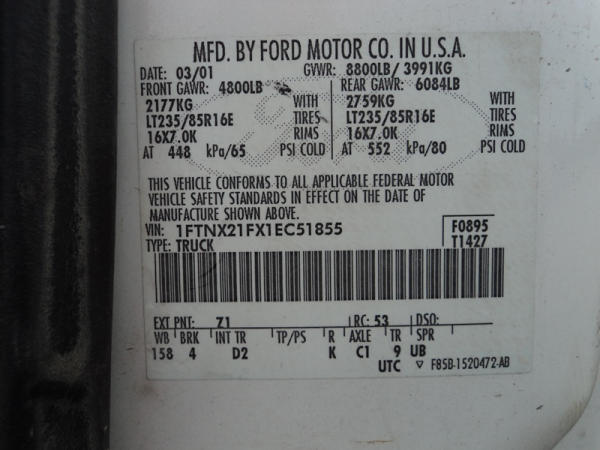 MFD. BY FORD MOTOR CO. IN U.S.A.
DATE: 03/01 GVWR: 8800LB/ 3991KG
FRONT GAWR: 4800LB REAR GAWR: 6084LB
2177KG WITH 2759KG WITH
LT235/85R16E TIRES LT235/85R16E TIRES
16X7.0K RIMS 16X7.0K RIMS
AT 448 kPa/65 PSI COLD AT 552 kPa/80 PSI COLD
THIS VEHICLE CONFORMS TO ALL APPLICABLE FEDERAL MOTOR
VEHICLE SAFETY STANDARDS IN EFFECT ON THE DATE OF
MANUFACTURE SHOWN ABOVE.
VIN: 1FTNX21FX1EC51855 F0895
TYPE: TRUCK T1427
EXT PNT: Z1 RC: 53 DSO:
WB BRK INT TR TP/PS R AXLE TR SPR
158 4 D2 K C1 9 UB
UTC ▽ F85B-1520472-AB